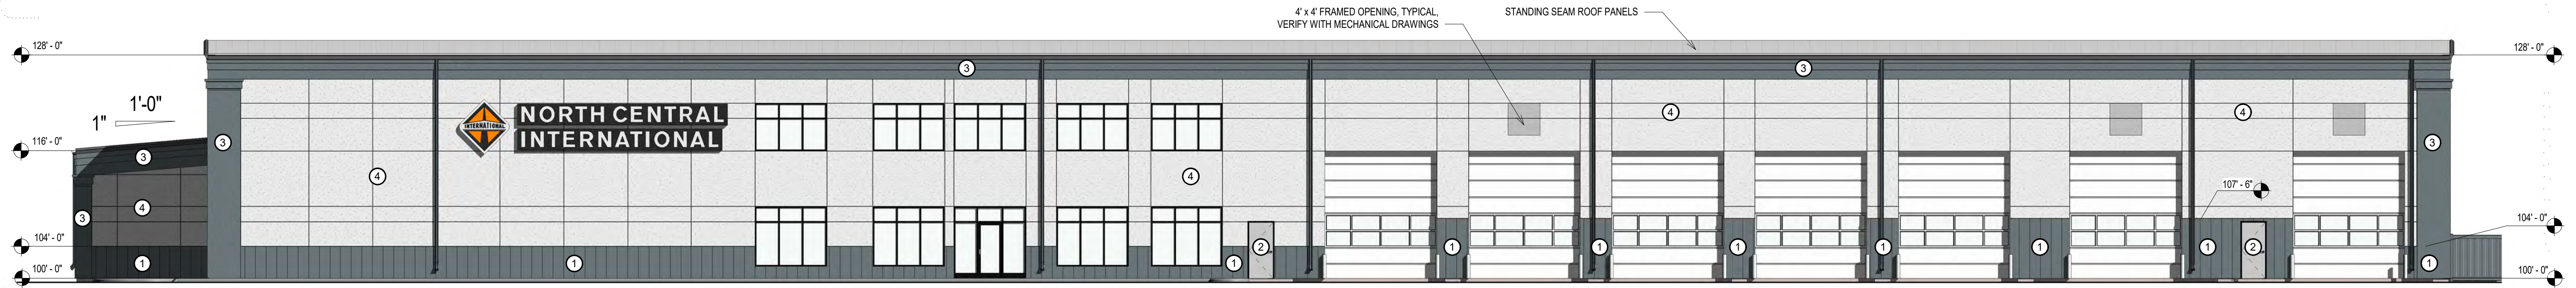 4' x 4' FRAMED OPENING, TYPICAL,
VERIFY WITH MECHANICAL DRAWINGS
STANDING SEAM ROOF PANELS
128' - 0"
128' - 0"
3
3
1'-0"
1"
INTERNATIONAL
NORTH CENTRAL
INTERNATIONAL
4
4
116' - 0"
3
3
3
4
4
107' - 6"
4
3
104' - 0"
104' - 0"
2
1
1
1
1
1
1
2
1
1
1
1
100' - 0"
100' - 0"